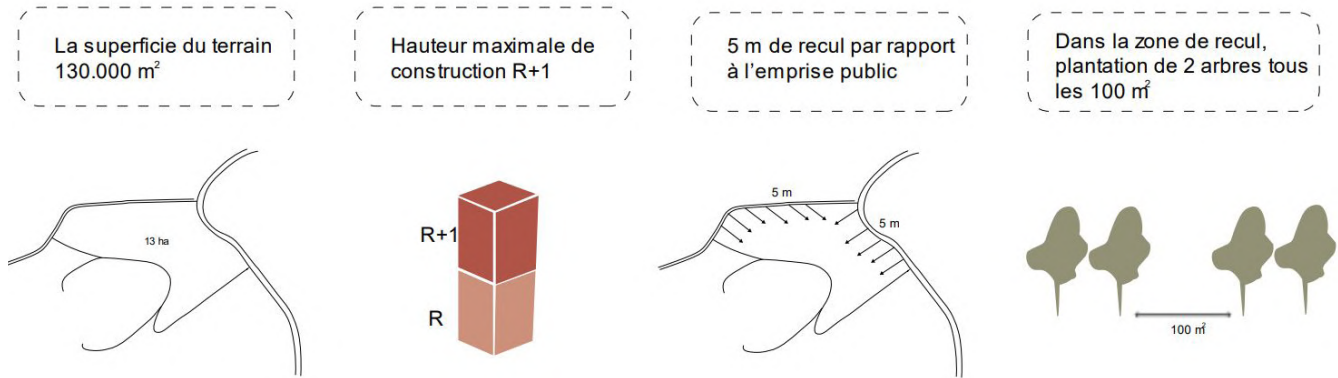 La superficie du terrain
130.000 m²
Hauteur maximale de
construction R+1
5 m de recul par rapport
à l'emprise public
Dans la zone de recul,
plantation de 2 arbres tous
les 100 m²
13 ha
R+1
R
5 m
5 m
100 m²